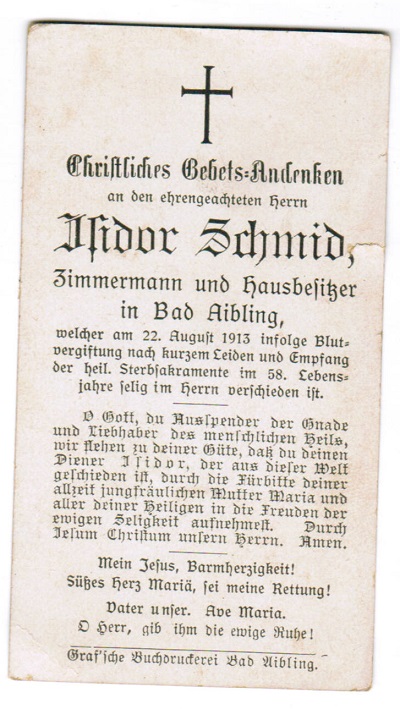 Christliches Gebets=Andenken
an den ehrengeachteten Herrn
Isidor Schmid,
Zimmermann und Hausbesitzer
in Bad Aibling,
welcher am 22. August 1913 infolge Blut-
vergiftung nach kurzem Leiden und Empfang
der heil. Sterbsakramente im 58. Lebens-
jahre selig im Herrn verschieden ist.
O Gott, du Ausspender der Gnade
und Liebhaber des menschlichen Heils,
wir flehen zu deiner Güte, daß du deinen
Diener Isidor, der aus dieser Welt
geschieden ist, durch die Fürbitte deiner
allzeit jungfräulichen Mutter Maria und
aller deiner Heiligen in die Freuden der
ewigen Seligkeit aufnehmest. Durch
Jesum Christum unsern Herrn. Amen.
Mein Jesus, Barmherzigkeit!
Süßes Herz Mariä, sei meine Rettung!
Vater unser. Ave Maria.
O Herr, gib ihm die ewige Ruhe!
Graf'sche Buchdruckerei Bad Aibling.